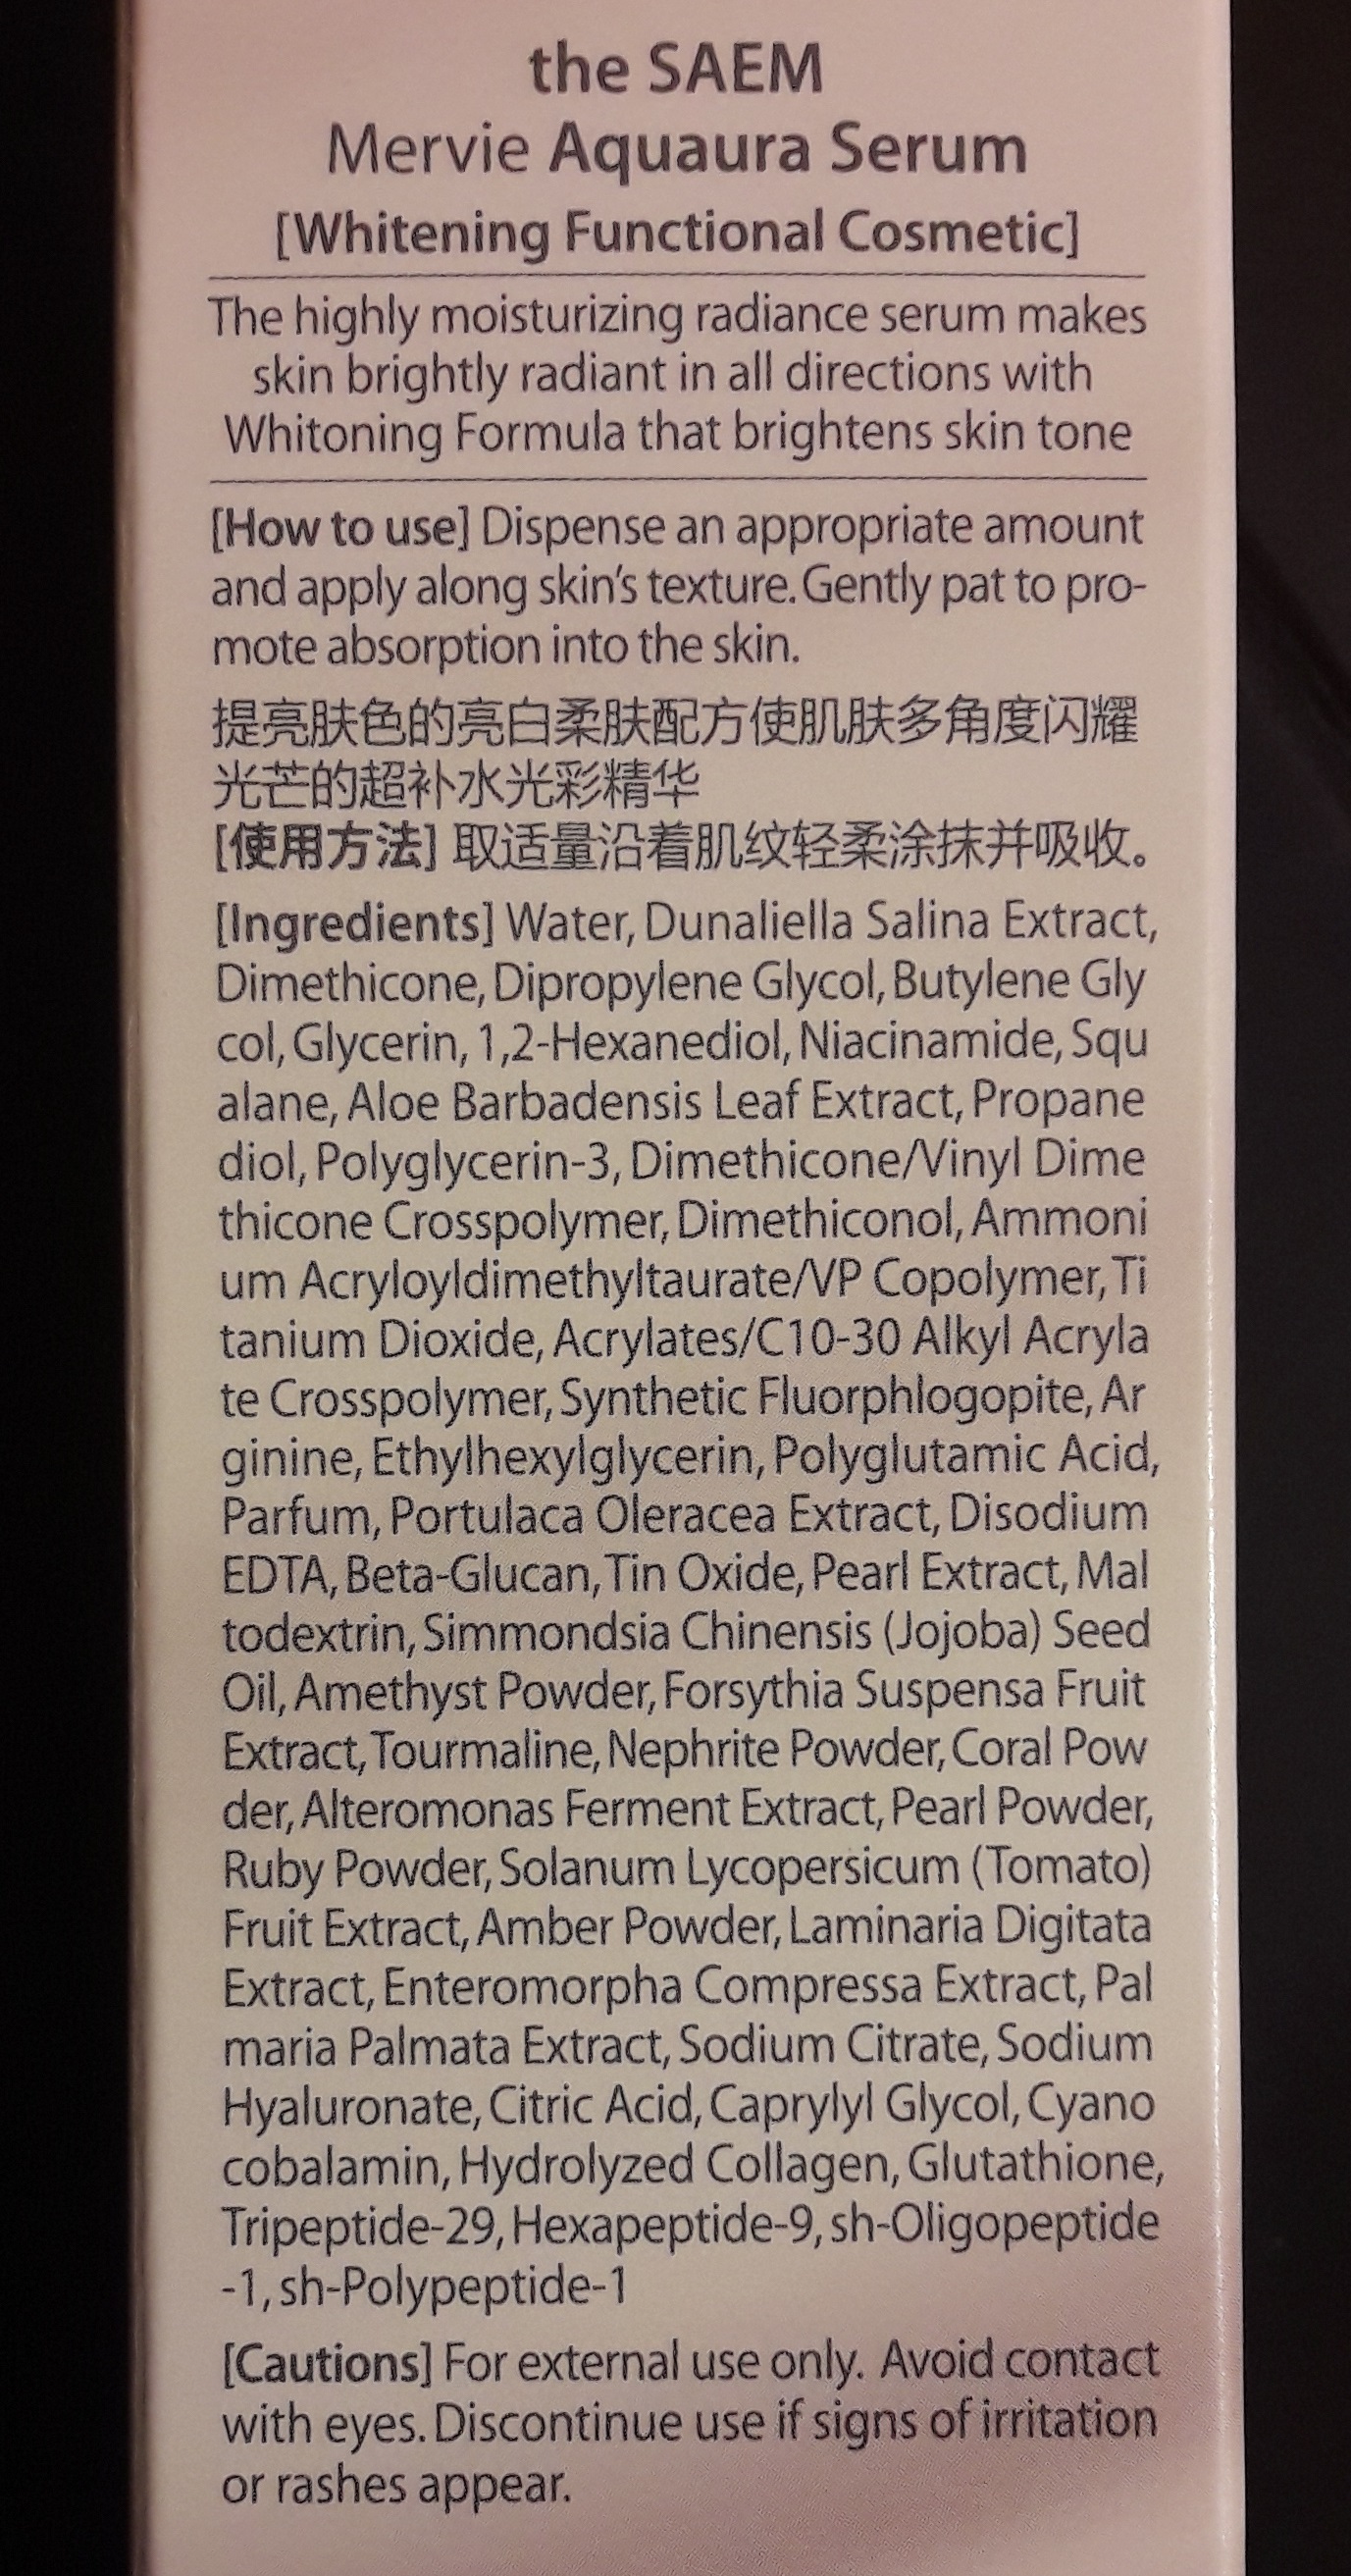 the SAEM
Mervie Aquaura Serum
[Whitening Functional Cosmetic]
The highly moisturizing radiance serum makes
skin brightly radiant in all directions with
Whitoning Formula that brightens skin tone
[How to use] Dispense an appropriate amount
and apply along skin's texture. Gently pat to pro-
mote absorption into the skin.
提亮肤色的亮白柔肤配方使肌肤多角度闪耀
光芒的超补水光彩精华
[使用方法] 取适量沿着肌纹轻柔涂抹并吸收。
[Ingredients] Water, Dunaliella Salina Extract,
Dimethicone, Dipropylene Glycol, Butylene Gly
col, Glycerin, 1,2-Hexanediol, Niacinamide, Squ
alane, Aloe Barbadensis Leaf Extract, Propane
diol, Polyglycerin-3, Dimethicone/Vinyl Dime
thicone Crosspolymer, Dimethiconol, Ammoni
um Acryloyldimethyltaurate/VP Copolymer, Ti
tanium Dioxide, Acrylates/C10-30 Alkyl Acryla
te Crosspolymer, Synthetic Fluorphlogopite, Ar
ginine, Ethylhexylglycerin, Polyglutamic Acid,
Parfum, Portulaca Oleracea Extract, Disodium
EDTA, Beta-Glucan, Tin Oxide, Pearl Extract, Mal
todextrin, Simmondsia Chinensis (Jojoba) Seed
Oil, Amethyst Powder, Forsythia Suspensa Fruit
Extract, Tourmaline, Nephrite Powder, Coral Pow
der, Alteromonas Ferment Extract, Pearl Powder,
Ruby Powder, Solanum Lycopersicum (Tomato)
Fruit Extract, Amber Powder, Laminaria Digitata
Extract, Enteromorpha Compressa Extract, Pal
maria Palmata Extract, Sodium Citrate, Sodium
Hyaluronate, Citric Acid, Caprylyl Glycol, Cyano
cobalamin, Hydrolyzed Collagen, Glutathione,
Tripeptide-29, Hexapeptide-9, sh-Oligopeptide
-1, sh-Polypeptide-1
[Cautions] For external use only. Avoid contact
with eyes. Discontinue use if signs of irritation
or rashes appear.